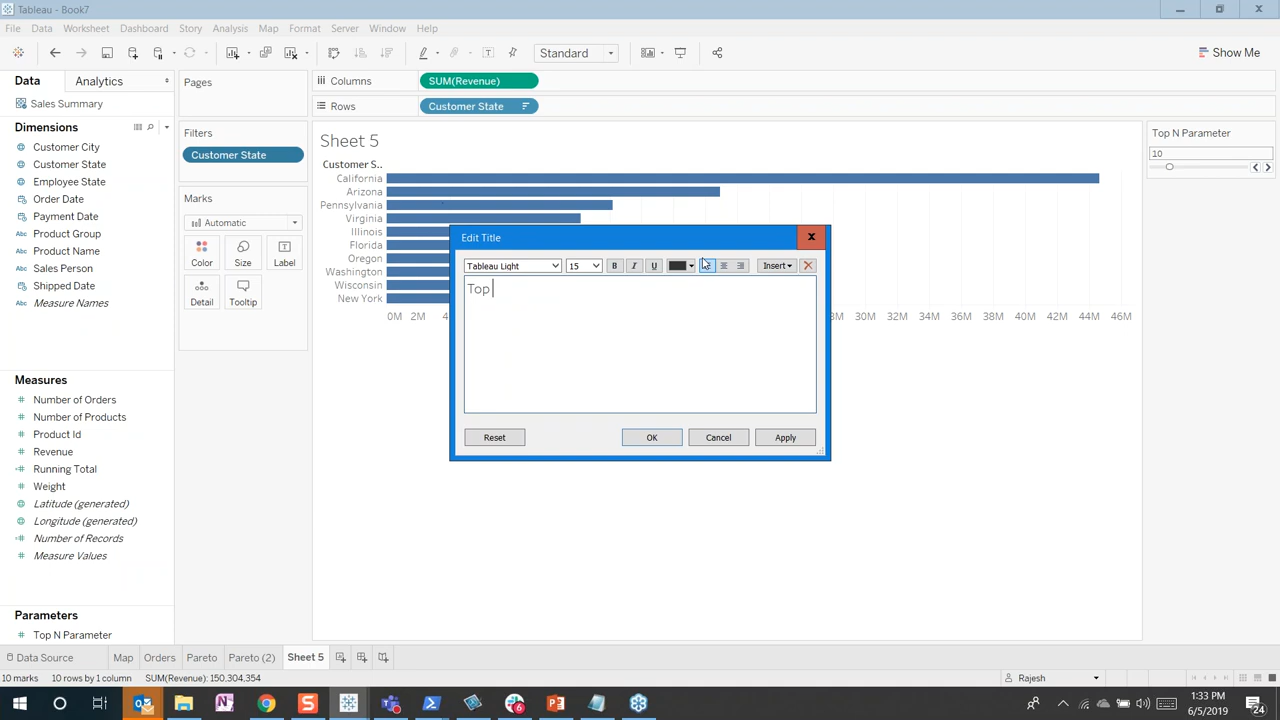 Tableau - Book7
File Data Worksheet Dashboard Story Analysis Map Format Server Window Help
Standard
Show Me
Data Analytics
Sales Summary
Dimensions
Customer City
Customer State
Employee State
Order Date
Payment Date
Abc Product Group
Abc Product Name
Abc Sales Person
Shipped Date
Abc Measure Names
Measures
Number of Orders
Number of Products
Product Id
Revenue
Running Total
Weight
Latitude (generated)
Longitude (generated)
Number of Records
Measure Values
Parameters
Top N Parameter
Pages
Filters
Customer State
Marks
Automatic
Color Size Label
Detail Tooltip
Columns SUM(Revenue)
Rows Customer State
Sheet 5
Customer S..
California
Arizona
Pennsylvania
Virginia
Illinois
Florida
Oregon
Washington
Wisconsin
New York
0M 2M 4 8M 30M 32M 34M 36M 38M 40M 42M 44M 46M
Edit Title
Tableau Light 15 B I U Insert
Top
Reset OK Cancel Apply
Top N Parameter
10
Data Source Map Orders Pareto Pareto (2) Sheet 5
10 marks 10 rows by 1 column SUM(Revenue): 150,304,354 Rajesh
1:33 PM
6/5/2019
24